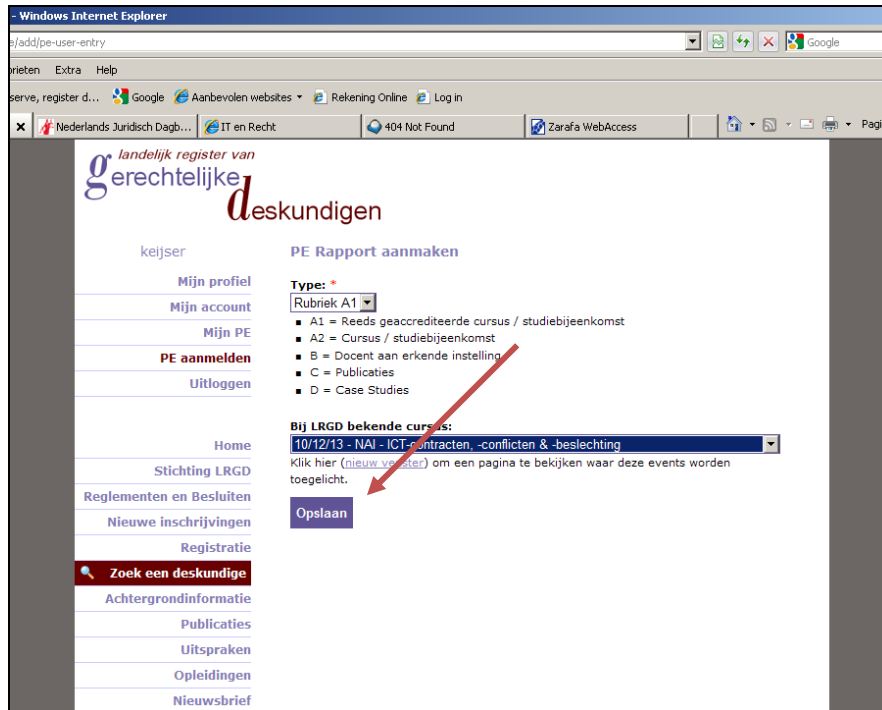 - Windows Internet Explorer
e/add/pe-user-entry
Google
orieten Extra Help
serve, register d... Google Aanbevolen websites Rekening Online Log in
Nederlands Juridisch Dagb... IT en Recht 404 Not Found Zarafa WebAccess Pagi
landelijk register van
gerechtelijke
deskundigen
keijser
Mijn profiel
Mijn account
Mijn PE
PE aanmelden
Uitloggen
Home
Stichting LRGD
Reglementen en Besluiten
Nieuwe inschrijvingen
Registratie
Zoek een deskundige
Achtergrondinformatie
Publicaties
Uitspraken
Opleidingen
Nieuwsbrief
PE Rapport aanmaken
Type: *
Rubriek A1
A1 = Reeds geaccrediteerde cursus / studiebijeenkomst
A2 = Cursus / studiebijeenkomst
B = Docent aan erkende instelling
C = Publicaties
D = Case Studies
Bij LRGD bekende cursus:
10/12/13 - NAI - ICT-contracten, -conflicten & -beslechting
Klik hier (nieuw venster) om een pagina te bekijken waar deze events worden
toegelicht.
Opslaan